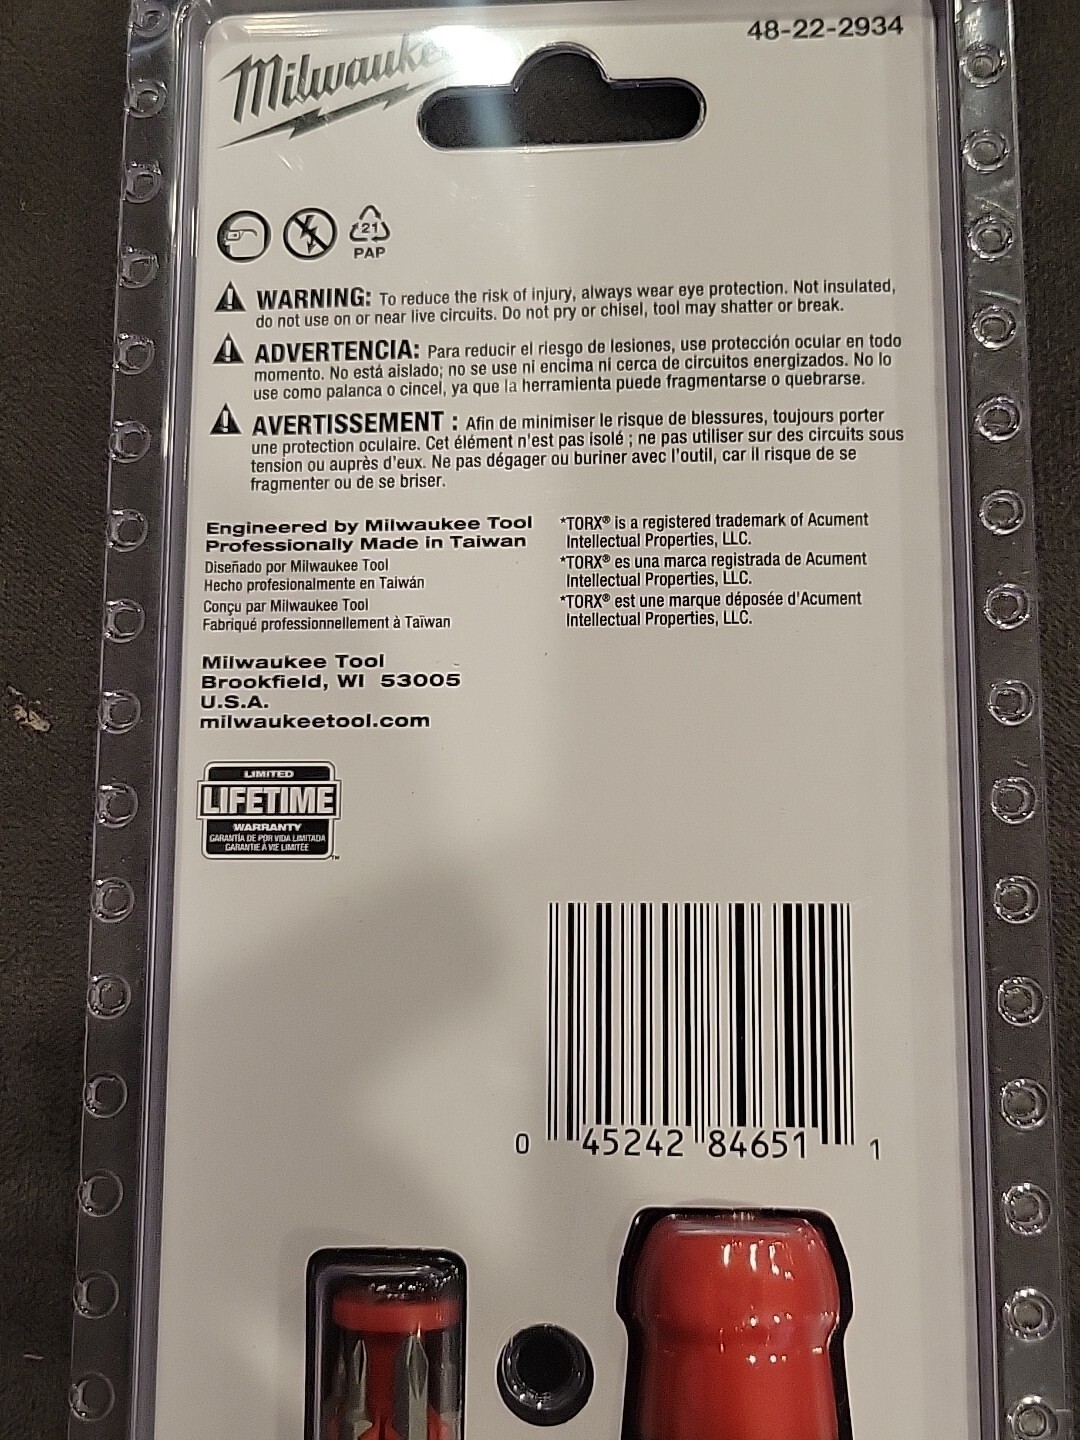 Milwaukee
48-22-2934
21
PAP
WARNING: To reduce the risk of injury, always wear eye protection. Not insulated,
do not use on or near live circuits. Do not pry or chisel, tool may shatter or break.
ADVERTENCIA: Para reducir el riesgo de lesiones, use protección ocular en todo
momento. No está aislado; no se use ni encima ni cerca de circuitos energizados. No lo
use como palanca o cincel, ya que la herramienta puede fragmentarse o quebrarse.
AVERTISSEMENT : Afin de minimiser le risque de blessures, toujours porter
une protection oculaire. Cet élément n'est pas isolé ; ne pas utiliser sur des circuits sous
tension ou auprès d'eux. Ne pas dégager ou buriner avec l'outil, car il risque de se
fragmenter ou de se briser.
Engineered by Milwaukee Tool
Professionally Made in Taiwan
Diseñado por Milwaukee Tool
Hecho profesionalmente en Taiwán
Conçu par Milwaukee Tool
Fabriqué professionnellement à Taïwan
*TORX® is a registered trademark of Acument
Intellectual Properties, LLC.
*TORX® es una marca registrada de Acument
Intellectual Properties, LLC.
*TORX® est une marque déposée d'Acument
Intellectual Properties, LLC.
Milwaukee Tool
Brookfield, WI 53005
U.S.A.
milwaukeetool.com
LIMITED
LIFETIME
WARRANTY
GARANTÍA DE POR VIDA LIMITADA
GARANTIE À VIE LIMITÉE
™
0 45242 84651 1